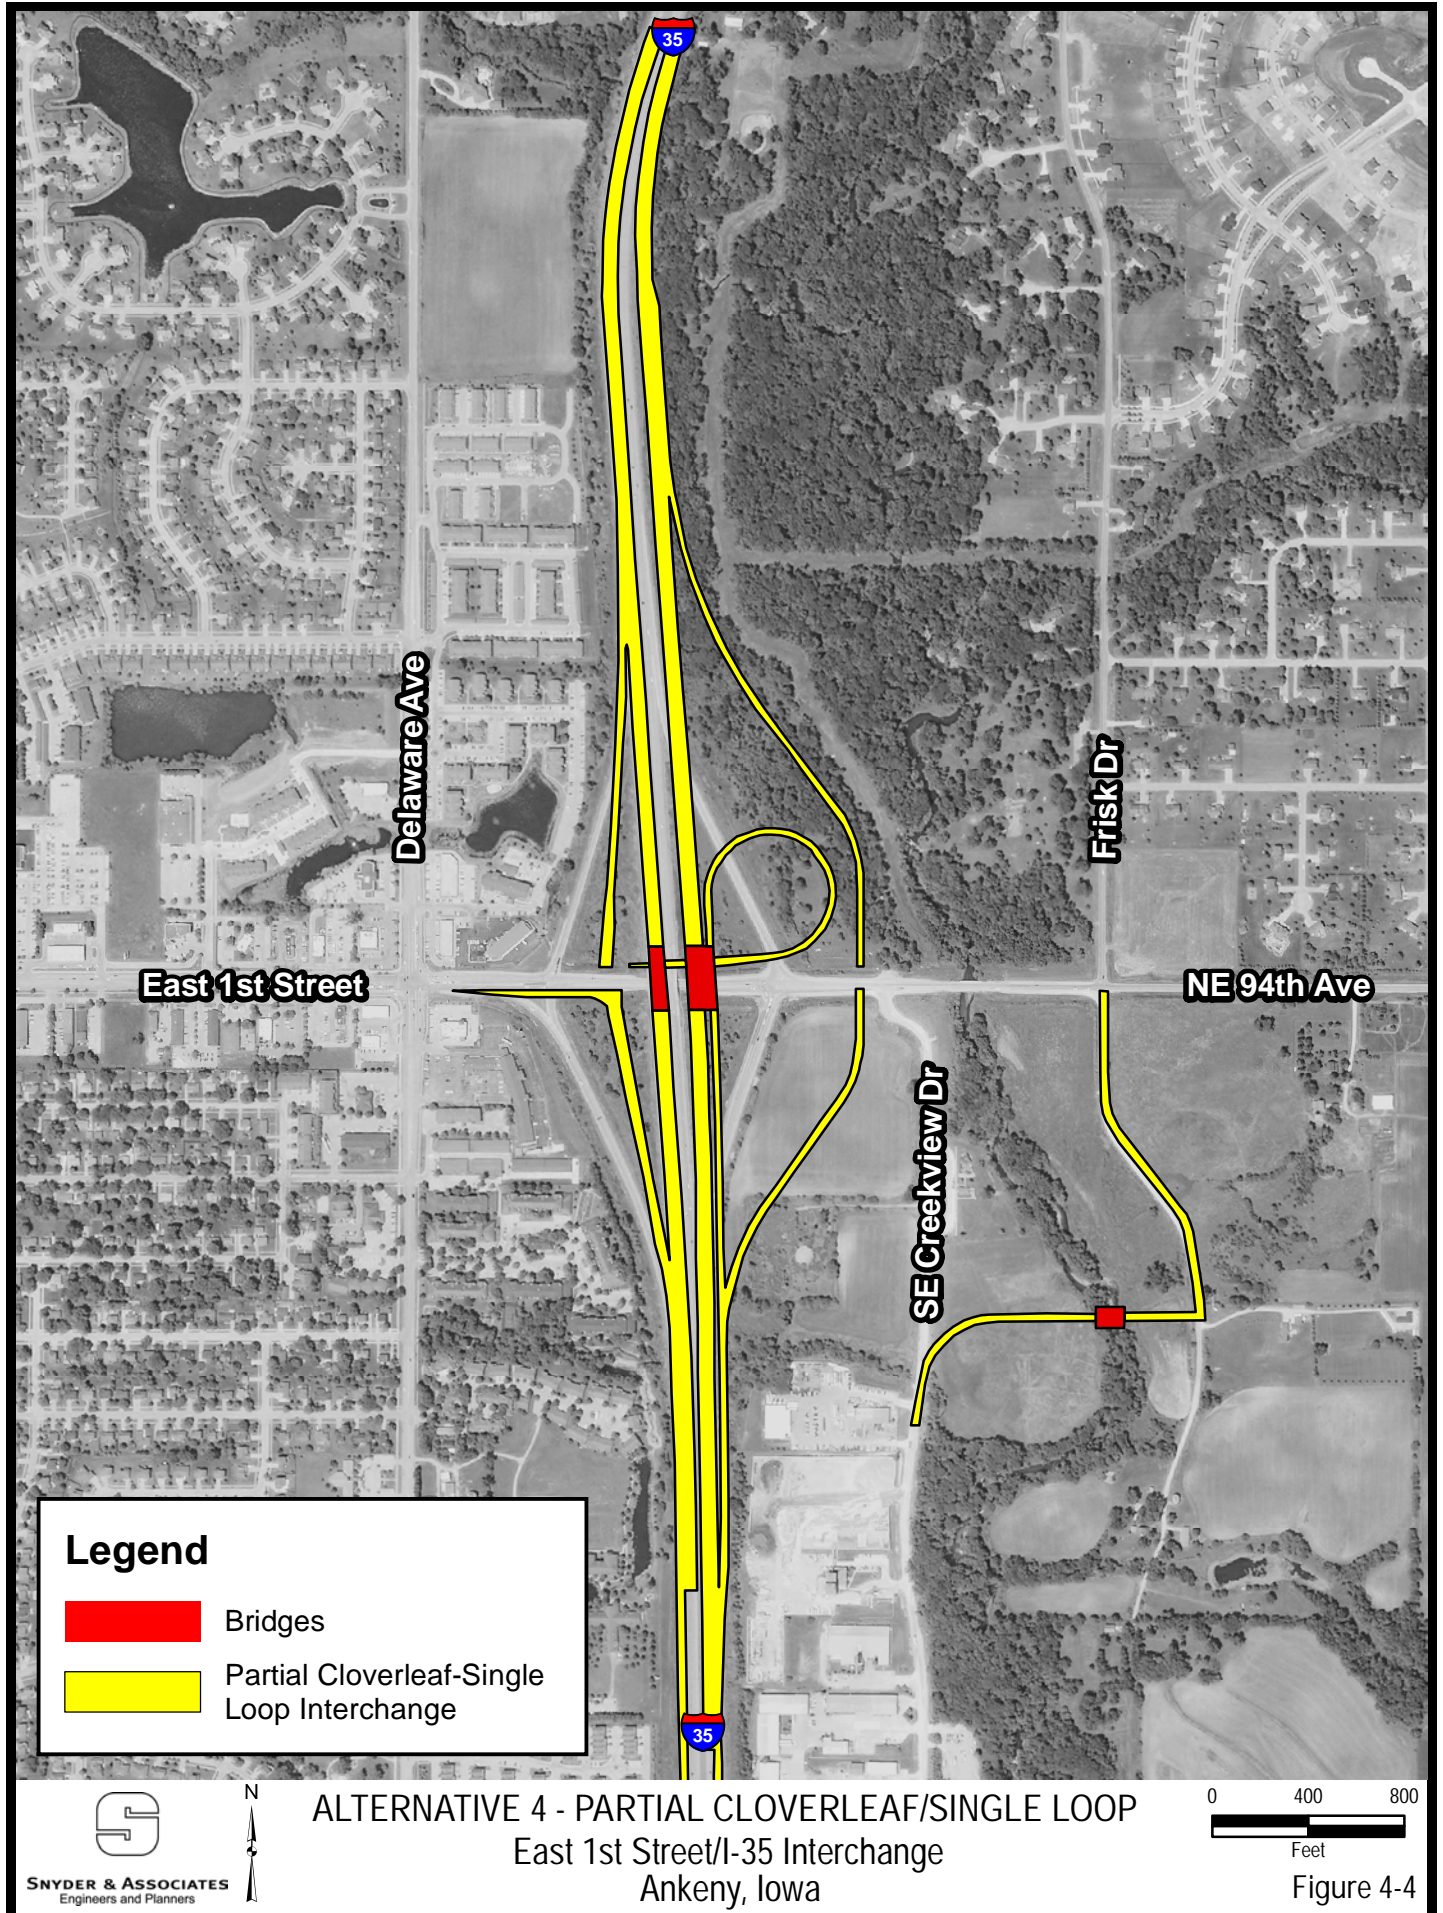 35
Delaware Ave
Frisk Dr
East 1st Street
NE 94th Ave
SE Creekview Dr
Legend
Bridges
Partial Cloverleaf-Single
Loop Interchange
35
S
SNYDER & ASSOCIATES
Engineers and Planners
N
ALTERNATIVE 4 - PARTIAL CLOVERLEAF/SINGLE LOOP
East 1st Street/I-35 Interchange
Ankeny, Iowa
0 400 800
Feet
Figure 4-4